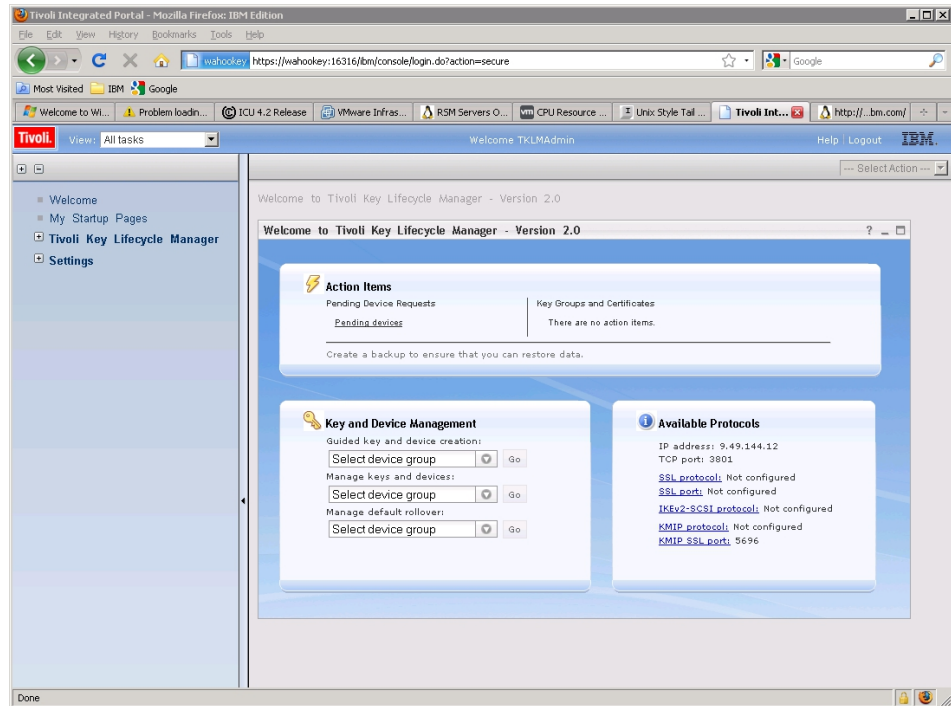 Tivoli Integrated Portal - Mozilla Firefox: IBM Edition
File Edit View History Bookmarks Tools Help
wahookey https://wahookey:16316/ibm/console/login.do?action=secure
Google
Most Visited IBM Google
Welcome to Wi... Problem loadin... ICU 4.2 Release VMware Infras... RSM Servers O... vm CPU Resource ... Unix Style Tail ... Tivoli Int... http://...bm.com/
Tivoli. View: All tasks Welcome TKLMAdmin Help Logout IBM.
--- Select Action ---
Welcome
My Startup Pages
Tivoli Key Lifecycle Manager
Settings
Welcome to Tivoli Key Lifecycle Manager - Version 2.0
Welcome to Tivoli Key Lifecycle Manager - Version 2.0
Action Items
Pending Device Requests
Pending devices
Key Groups and Certificates
There are no action items.
Create a backup to ensure that you can restore data.
Key and Device Management
Guided key and device creation:
Select device group Go
Manage keys and devices:
Select device group Go
Manage default rollover:
Select device group Go
Available Protocols
IP address: 9.49.144.12
TCP port: 3801
SSL protocol: Not configured
SSL port: Not configured
IKEv2-SCSI protocol: Not configured
KMIP protocol: Not configured
KMIP SSL port: 5696
Done